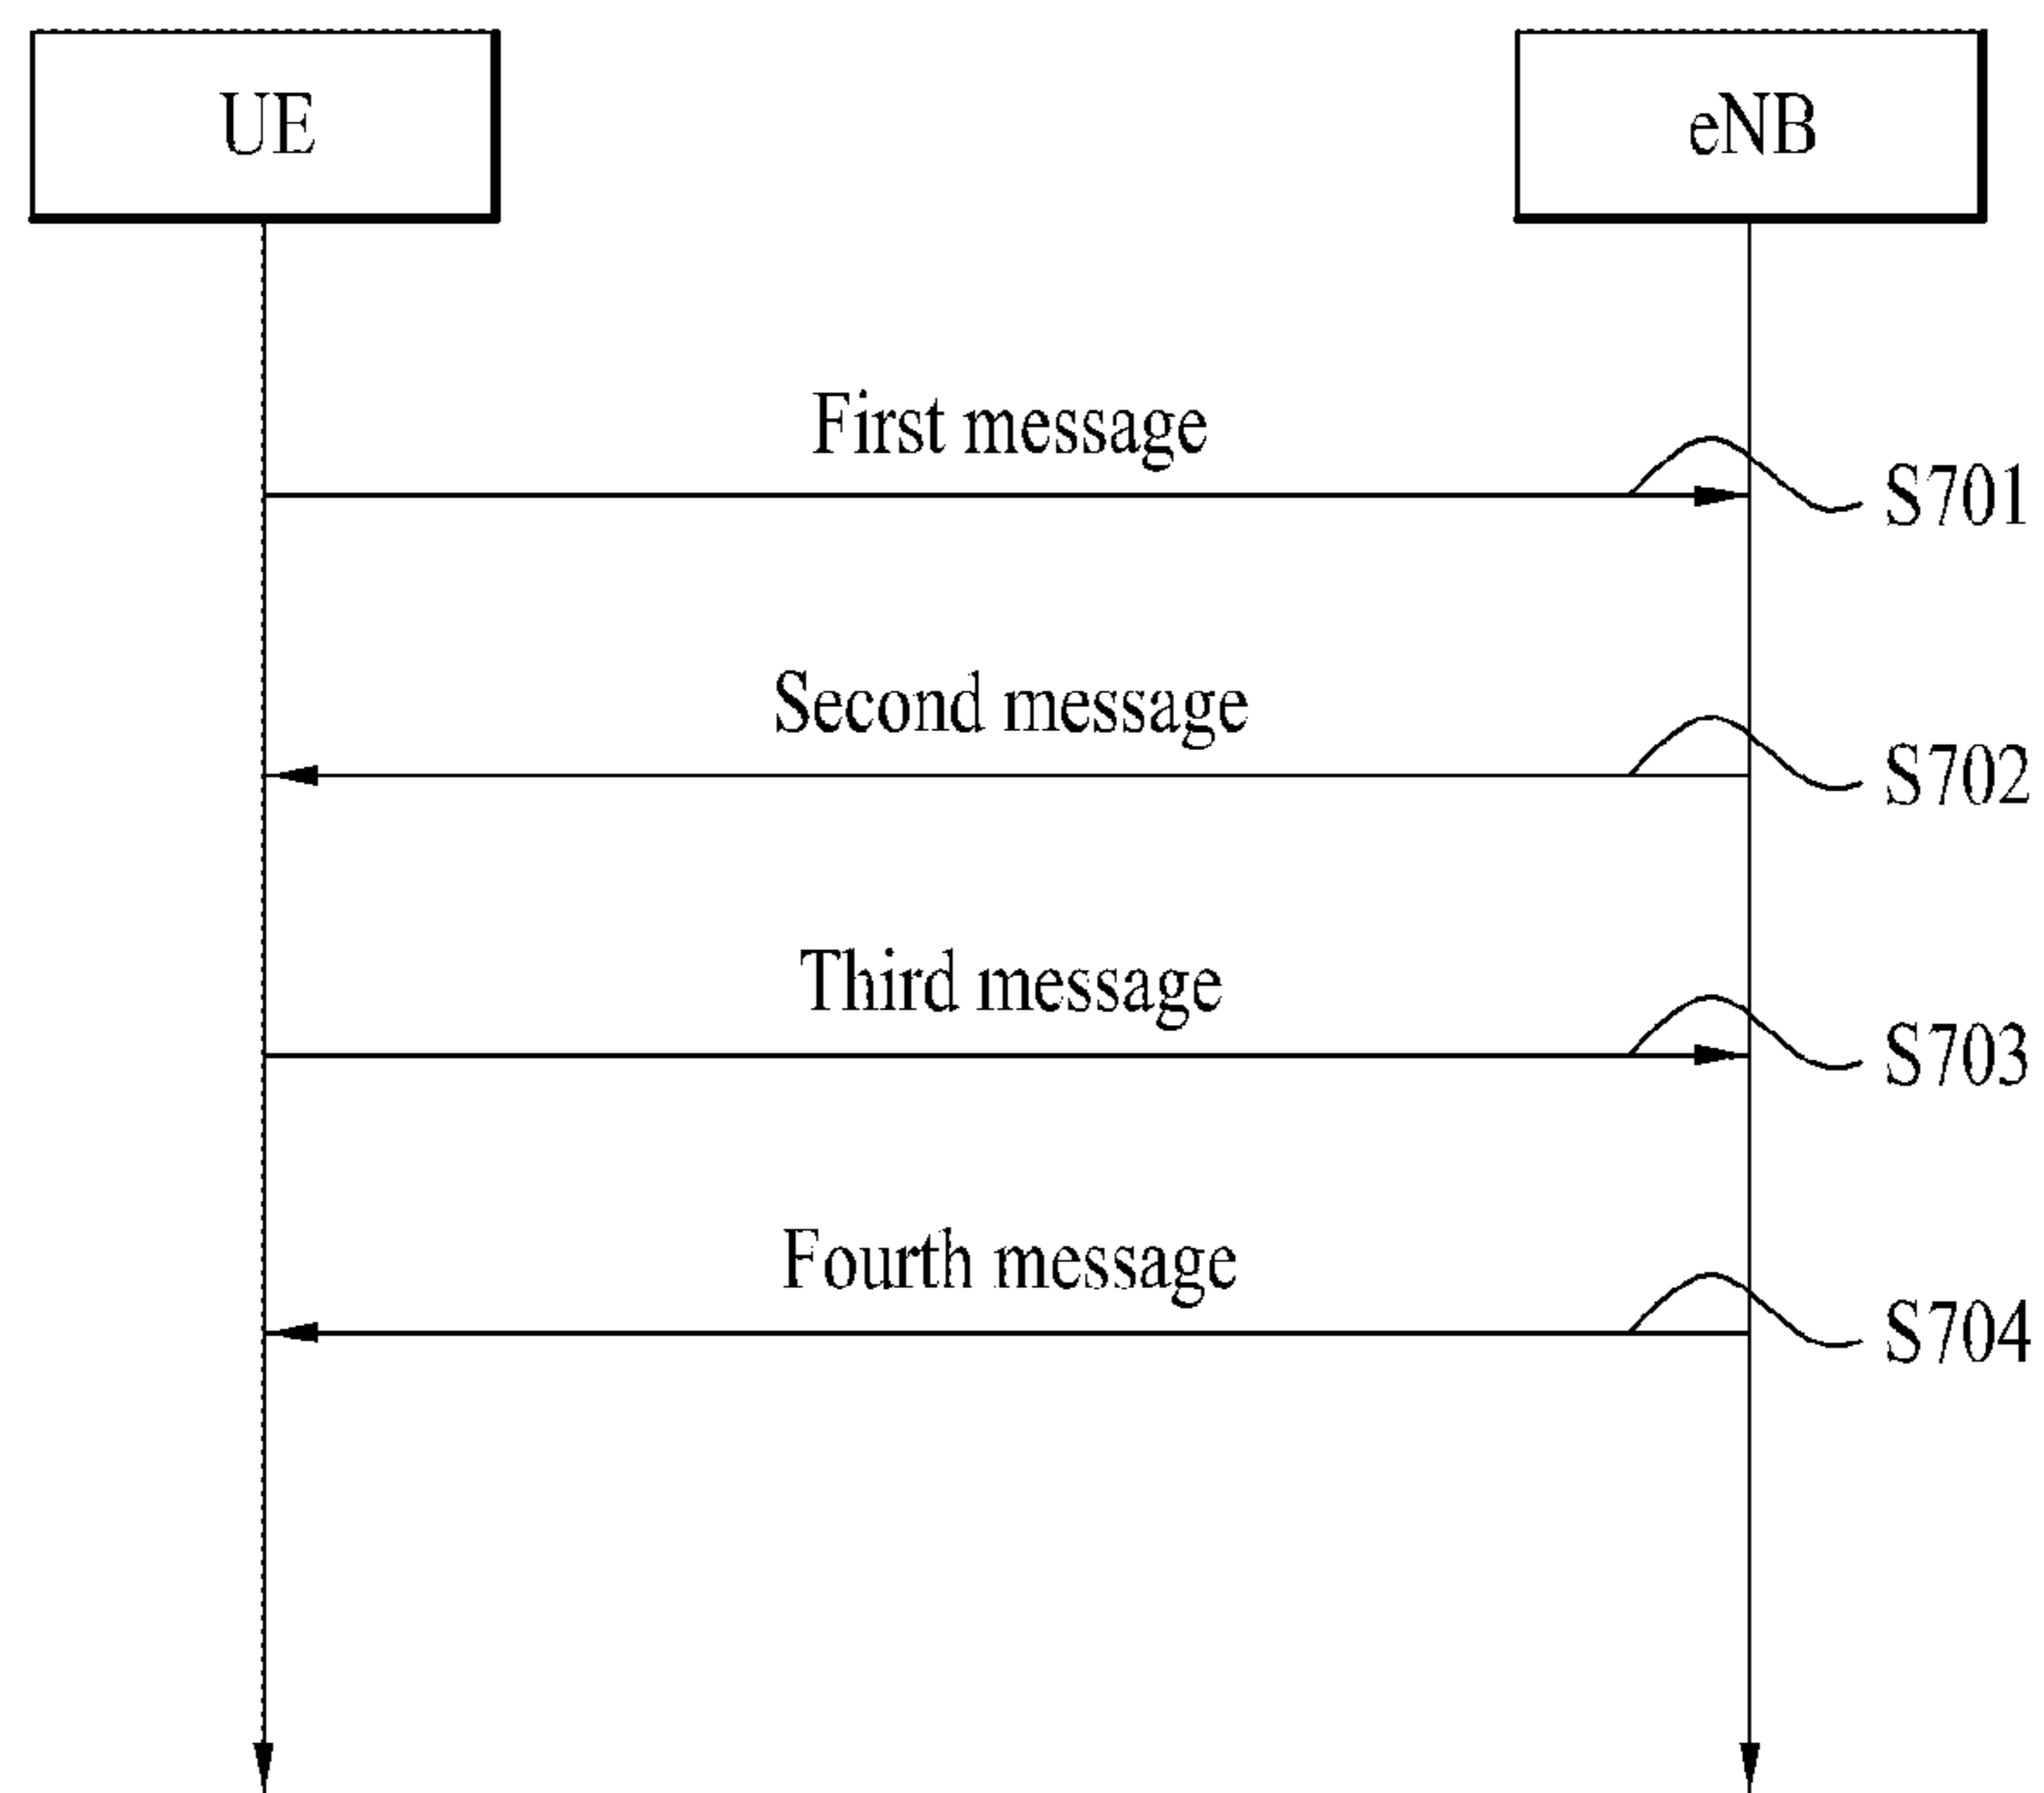 UE
eNB
First message
S701
Second message
S702
Third message
S703
Fourth message
S704